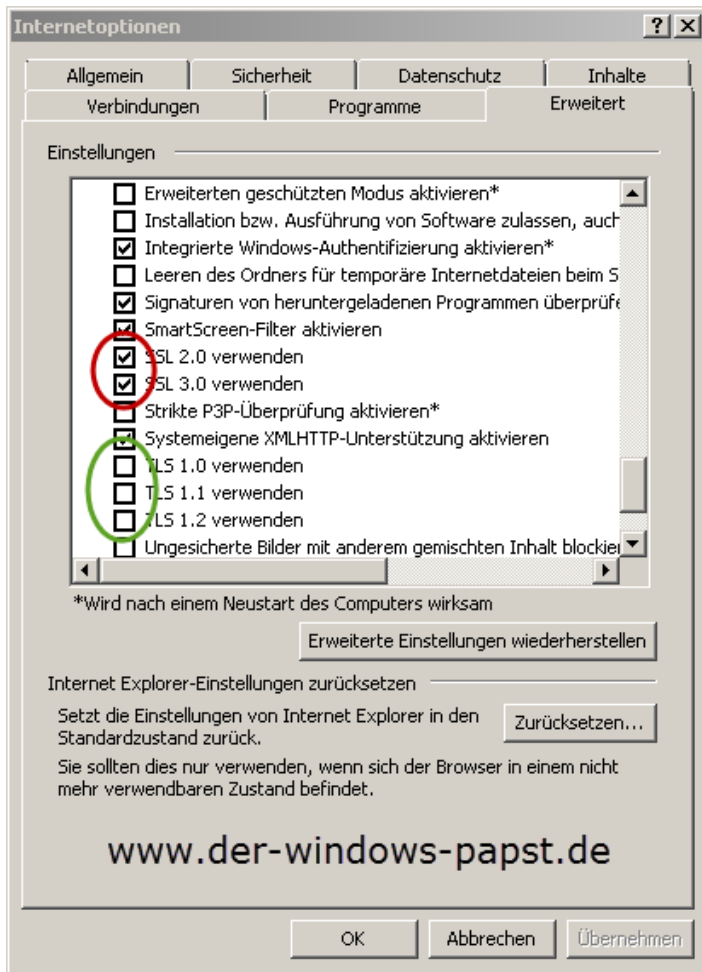 Internetoptionen
Allgemein Sicherheit Datenschutz Inhalte
Verbindungen Programme Erweitert
Einstellungen
Erweiterten geschützten Modus aktivieren*
Installation bzw. Ausführung von Software zulassen, auch
Integrierte Windows-Authentifizierung aktivieren*
Leeren des Ordners für temporäre Internetdateien beim S
Signaturen von heruntergeladenen Programmen überprüfe
SmartScreen-Filter aktivieren
SSL 2.0 verwenden
SSL 3.0 verwenden
Strikte P3P-Überprüfung aktivieren*
Systemeigene XMLHTTP-Unterstützung aktivieren
TLS 1.0 verwenden
TLS 1.1 verwenden
TLS 1.2 verwenden
Ungesicherte Bilder mit anderem gemischten Inhalt blockier
*Wird nach einem Neustart des Computers wirksam
Erweiterte Einstellungen wiederherstellen
Internet Explorer-Einstellungen zurücksetzen
Setzt die Einstellungen von Internet Explorer in den
Standardzustand zurück.
Zurücksetzen...
Sie sollten dies nur verwenden, wenn sich der Browser in einem nicht
mehr verwendbaren Zustand befindet.
www.der-windows-papst.de
OK Abbrechen Übernehmen